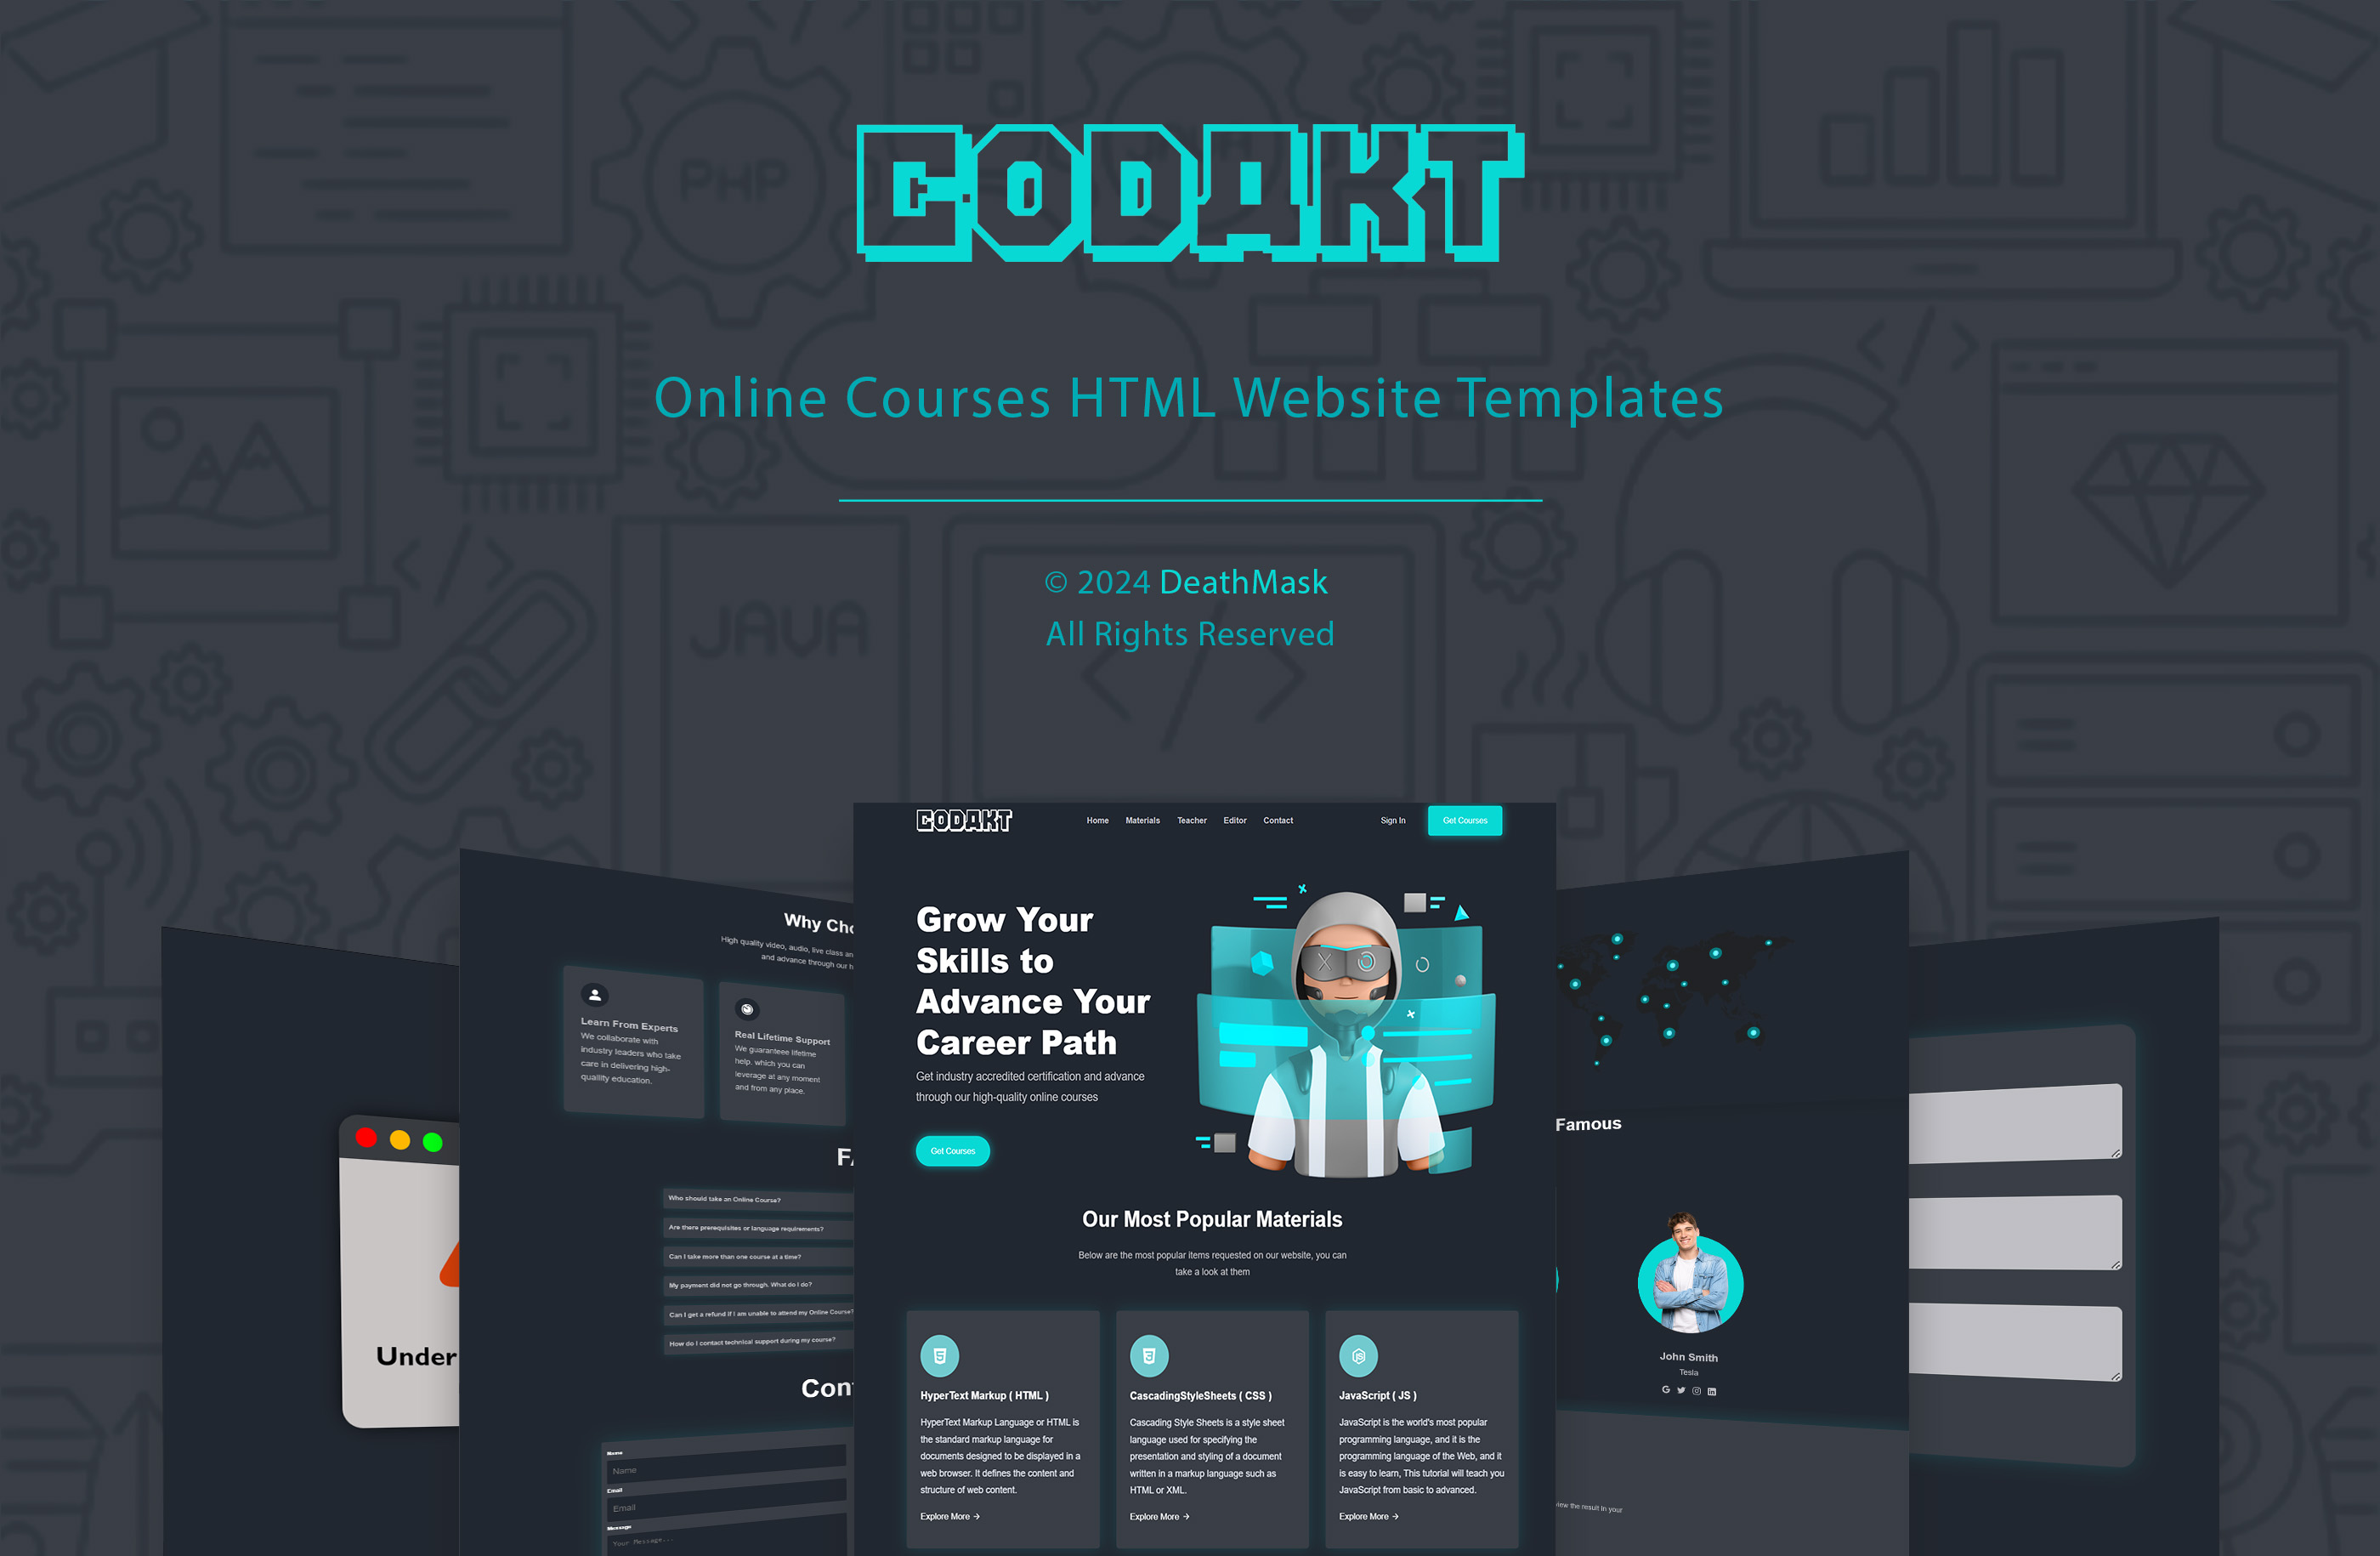 CODAKT
Online Courses HTML Website Templates
© 2024 DeathMask
All Rights Reserved
PHP
JAVA
CODAKT
Home
Materials
Teacher
Editor
Contact
Sign In
Get Courses
Grow Your
Skills to
Advance Your
Career Path
Get industry accredited certification and advance
through our high-quality online courses
Get Courses
Our Most Popular Materials
Below are the most popular items requested on our website, you can
take a look at them
HyperText Markup ( HTML )
HyperText Markup Language or HTML is
the standard markup language for
documents designed to be displayed in a
web browser. It defines the content and
structure of web content.
Explore More →
CascadingStyleSheets ( CSS )
Cascading Style Sheets is a style sheet
language used for specifying the
presentation and styling of a document
written in a markup language such as
HTML or XML.
Explore More →
JavaScript ( JS )
JavaScript is the world's most popular
programming language, and it is the
programming language of the Web, and it
is easy to learn, This tutorial will teach you
JavaScript from basic to advanced.
Explore More →
Why
High quality video, audio, live class
and advance through our
Learn From Experts
We collaborate with
industry leaders who take
care in delivering high-
quallity education.
Real Lifetime Support
We guaranteee lifetime
help. which you can
leverage at any moment
and from any place.
Who should take an Online Course?
Are there prerequisites or language requirements?
Can I take more than one course at a time?
My payment did not go through. What do I do?
Can I get a refund if I am unable to attend my Online Course?
How do I contact technical support during my course?
Name
Name
Email
Email
Message
Your Message...
Under
Famous
John Smith
Tesla
view the result in your